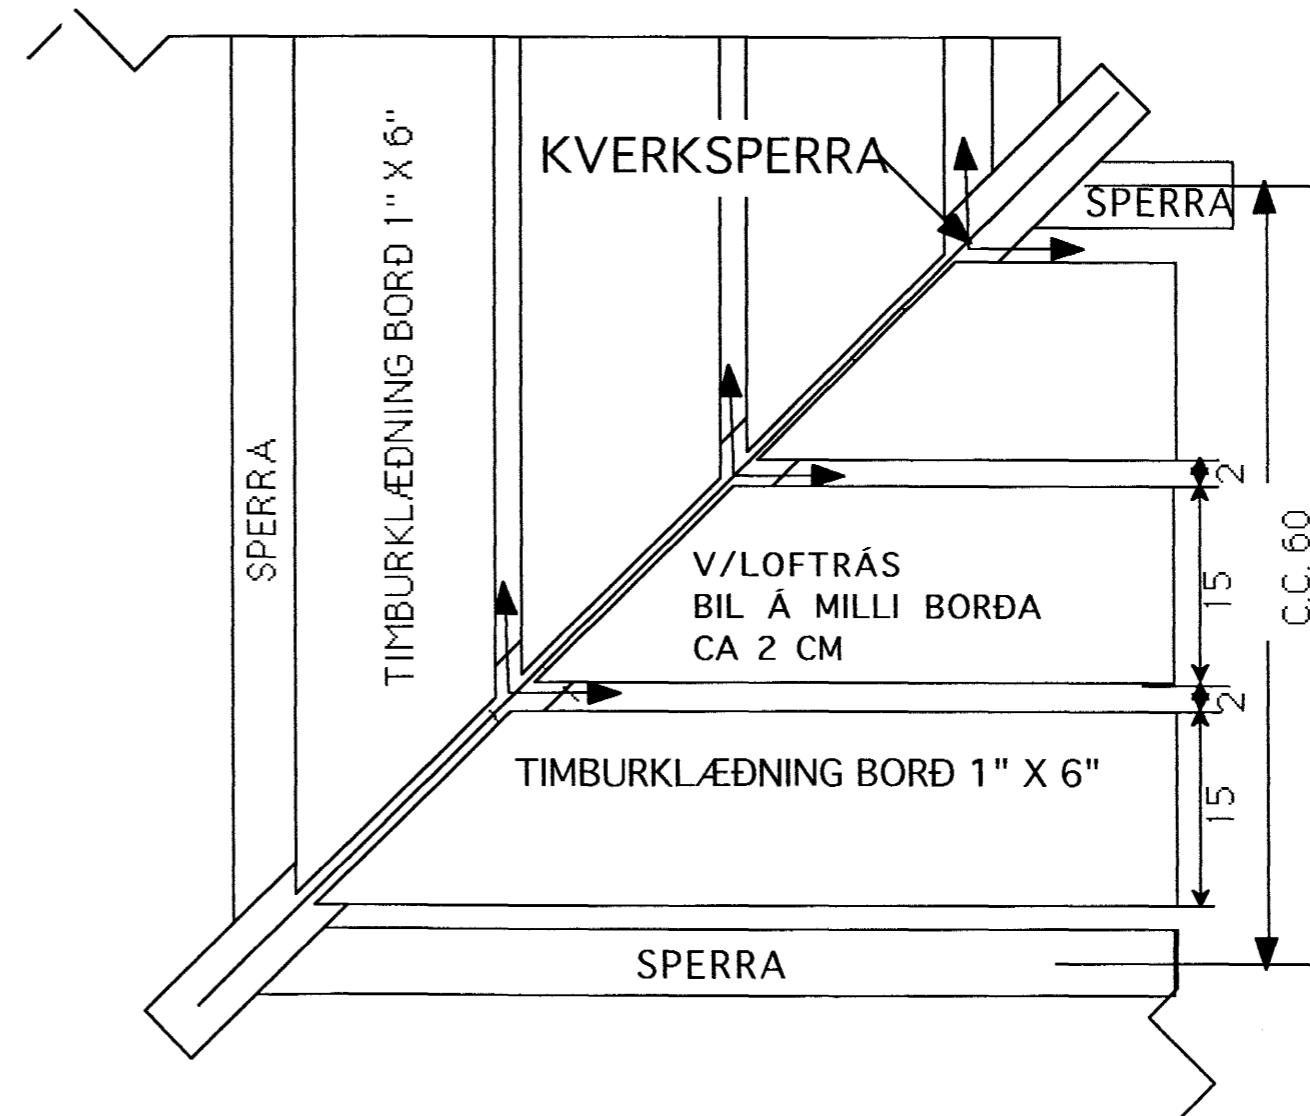 KVERKSPERRA
SPERRA
TIMBURKLÆÐNING BORÐ 1" X 6"
SPERRA
V/LOFTRÁS
BIL Á MILLI BORÐA
CA 2 CM
2
15
2
15
C.C. 60
TIMBURKLÆÐNING BORÐ 1" X 6"
SPERRA